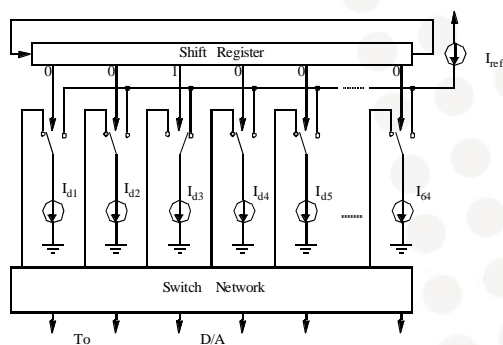 Shift Register
0 0 1 0 0 0
I_ref
I_d1 I_d2 I_d3 I_d4 I_d5 I_64
Switch Network
To D/A